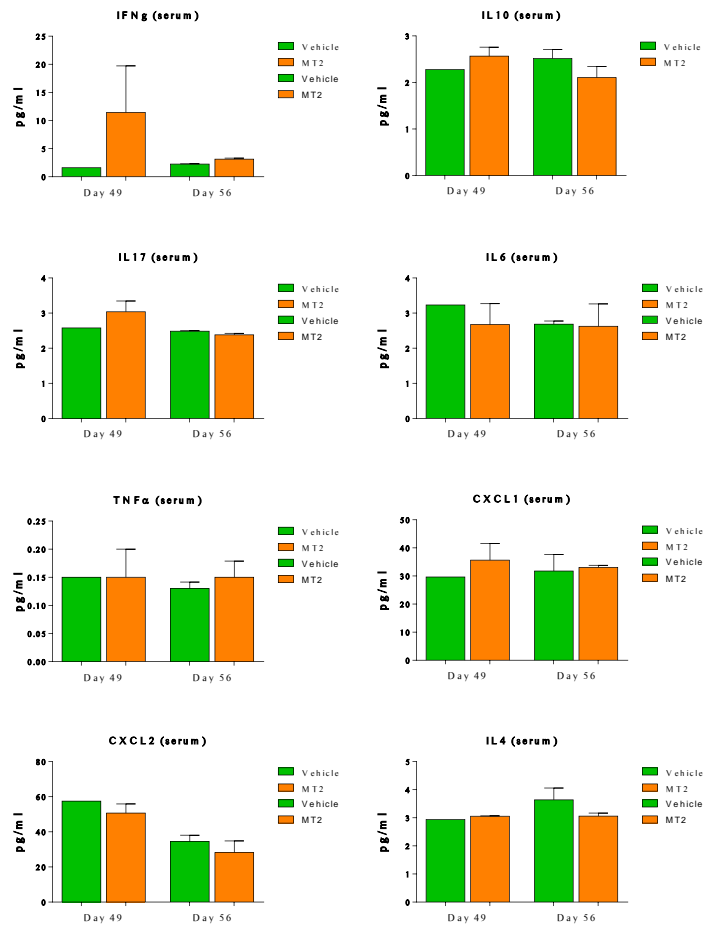 IFNg (serum)
25
20
15
10
5
0
pg/ml
Day 49
Day 56
Vehicle
MT2
Vehicle
MT2
IL10 (serum)
3
2
1
0
pg/ml
Day 49
Day 56
Vehicle
MT2
IL17 (serum)
4
3
2
1
0
pg/ml
Day 49
Day 56
Vehicle
MT2
Vehicle
MT2
IL6 (serum)
4
3
2
1
0
pg/ml
Day 49
Day 56
Vehicle
MT2
Vehicle
MT2
TNFα (serum)
0.25
0.20
0.15
0.10
0.05
0.00
pg/ml
Day 49
Day 56
Vehicle
MT2
Vehicle
MT2
CXCL1 (serum)
50
40
30
20
10
0
pg/ml
Day 49
Day 56
Vehicle
MT2
Vehicle
MT2
CXCL2 (serum)
80
60
40
20
0
pg/ml
Day 49
Day 56
Vehicle
MT2
Vehicle
MT2
IL4 (serum)
5
4
3
2
1
0
pg/ml
Day 49
Day 56
Vehicle
MT2
Vehicle
MT2